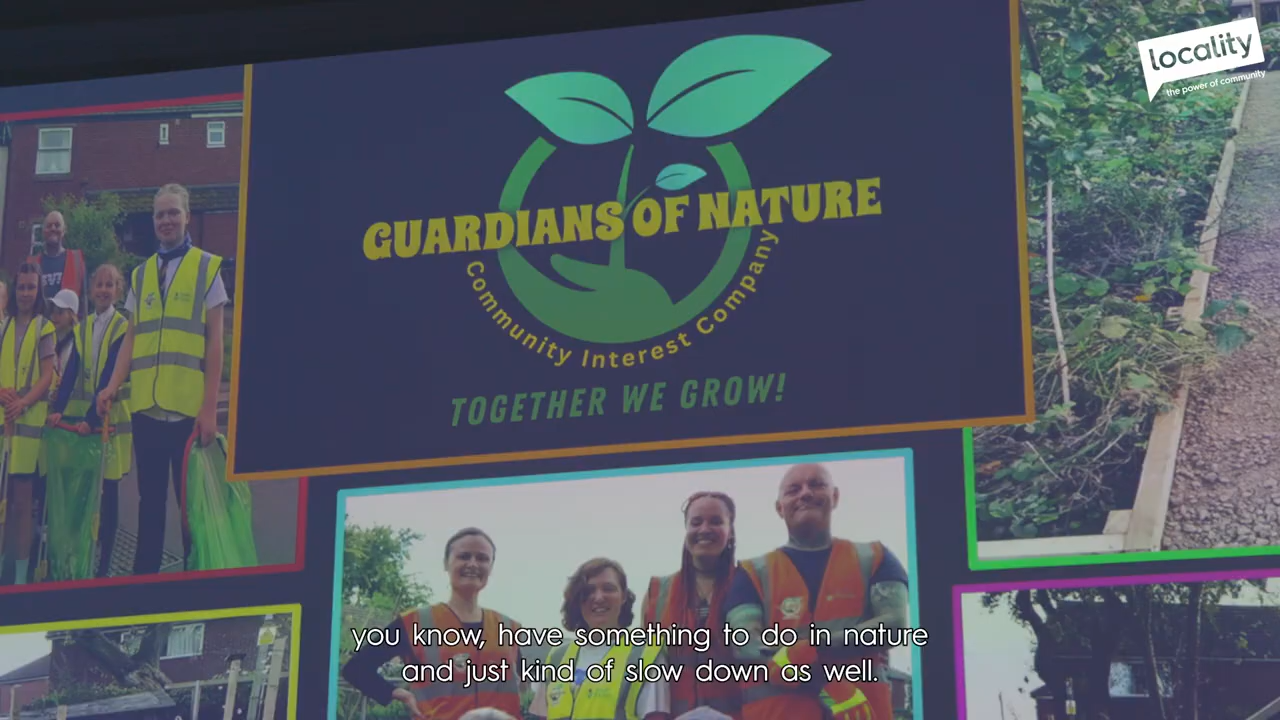 locality
the power of community
GUARDIANS OF NATURE
Community Interest Company
TOGETHER WE GROW!
you know, have something to do in nature
and just kind of slow down as well.